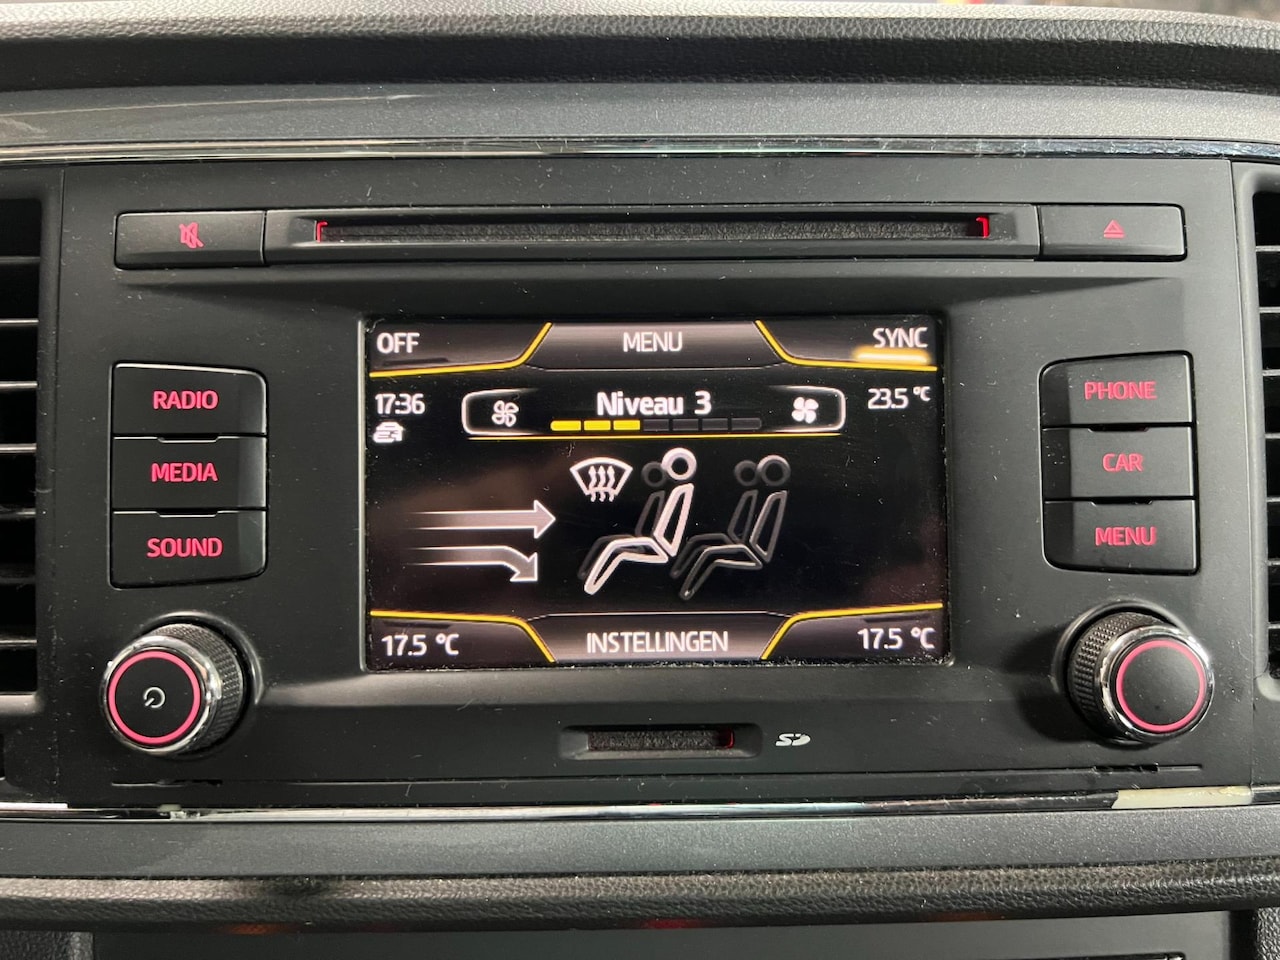 OFF MENU SYNC
17:36 Niveau 3 23.5 °C
RADIO
MEDIA
SOUND
PHONE
CAR
MENU
17.5 °C INSTELLINGEN 17.5 °C
SD